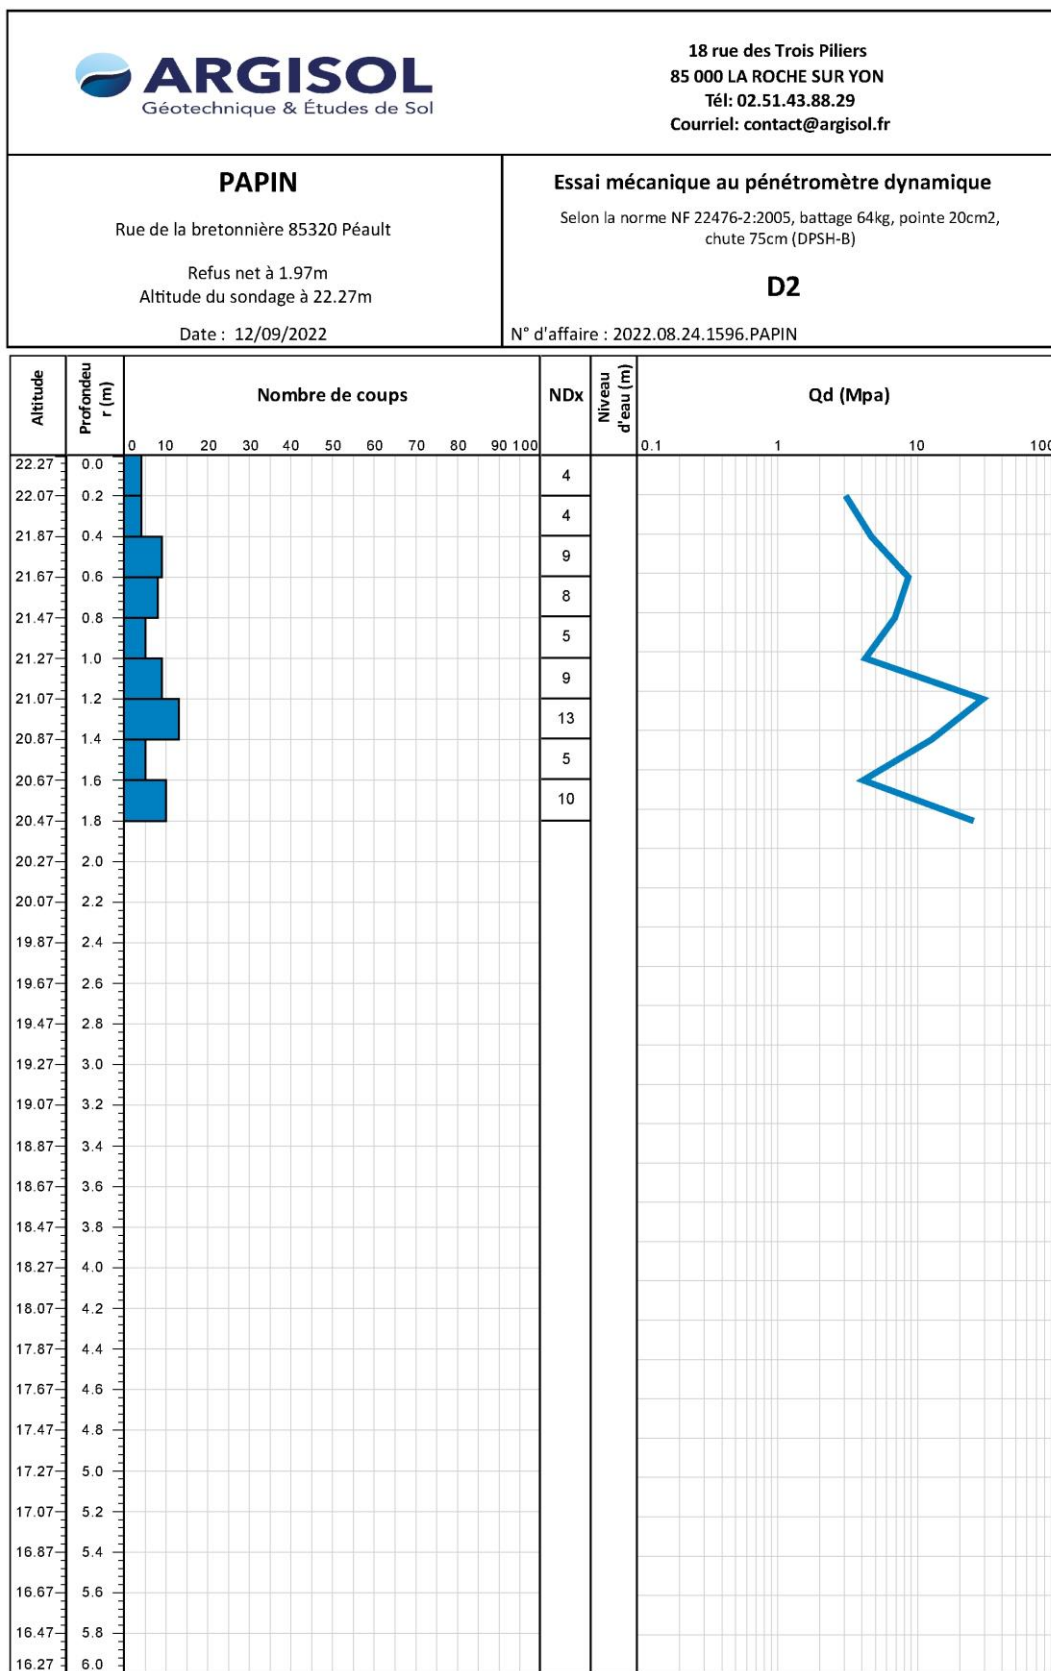 ARGISOL
Géotechnique & Études de Sol
18 rue des Trois Piliers
85 000 LA ROCHE SUR YON
Tél: 02.51.43.88.29
Courriel: contact@argisol.fr
PAPIN
Rue de la bretonnière 85320 Péault
Refus net à 1.97m
Altitude du sondage à 22.27m
Date : 12/09/2022
Essai mécanique au pénétromètre dynamique
Selon la norme NF 22476-2:2005, battage 64kg, pointe 20cm2,
chute 75cm (DPSH-B)
D2
N° d'affaire : 2022.08.24.1596.PAPIN
Altitude
Profondeu
r (m)
Nombre de coups
NDx
Niveau
d'eau (m)
Qd (Mpa)
0 10 20 30 40 50 60 70 80 90 100
0.1 1 10 100
22.27 0.0
4
22.07 0.2
4
21.87 0.4
9
21.67 0.6
8
21.47 0.8
5
21.27 1.0
9
21.07 1.2
13
20.87 1.4
5
20.67 1.6
10
20.47 1.8
20.27 2.0
20.07 2.2
19.87 2.4
19.67 2.6
19.47 2.8
19.27 3.0
19.07 3.2
18.87 3.4
18.67 3.6
18.47 3.8
18.27 4.0
18.07 4.2
17.87 4.4
17.67 4.6
17.47 4.8
17.27 5.0
17.07 5.2
16.87 5.4
16.67 5.6
16.47 5.8
16.27 6.0